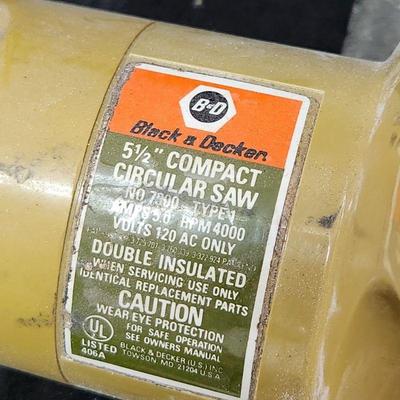 B&D
Black & Decker
5½" COMPACT
CIRCULAR SAW
TYPE 1
RPM 4000
VOLTS 120 AC ONLY
DOUBLE INSULATED
WHEN SERVICING USE ONLY
IDENTICAL REPLACEMENT PARTS
CAUTION
WEAR EYE PROTECTION
FOR SAFE OPERATION
SEE OWNERS MANUAL
UL
LISTED
406A
BLACK & DECKER (U.S.) INC.
TOWSON, MD 21204 U.S.A.